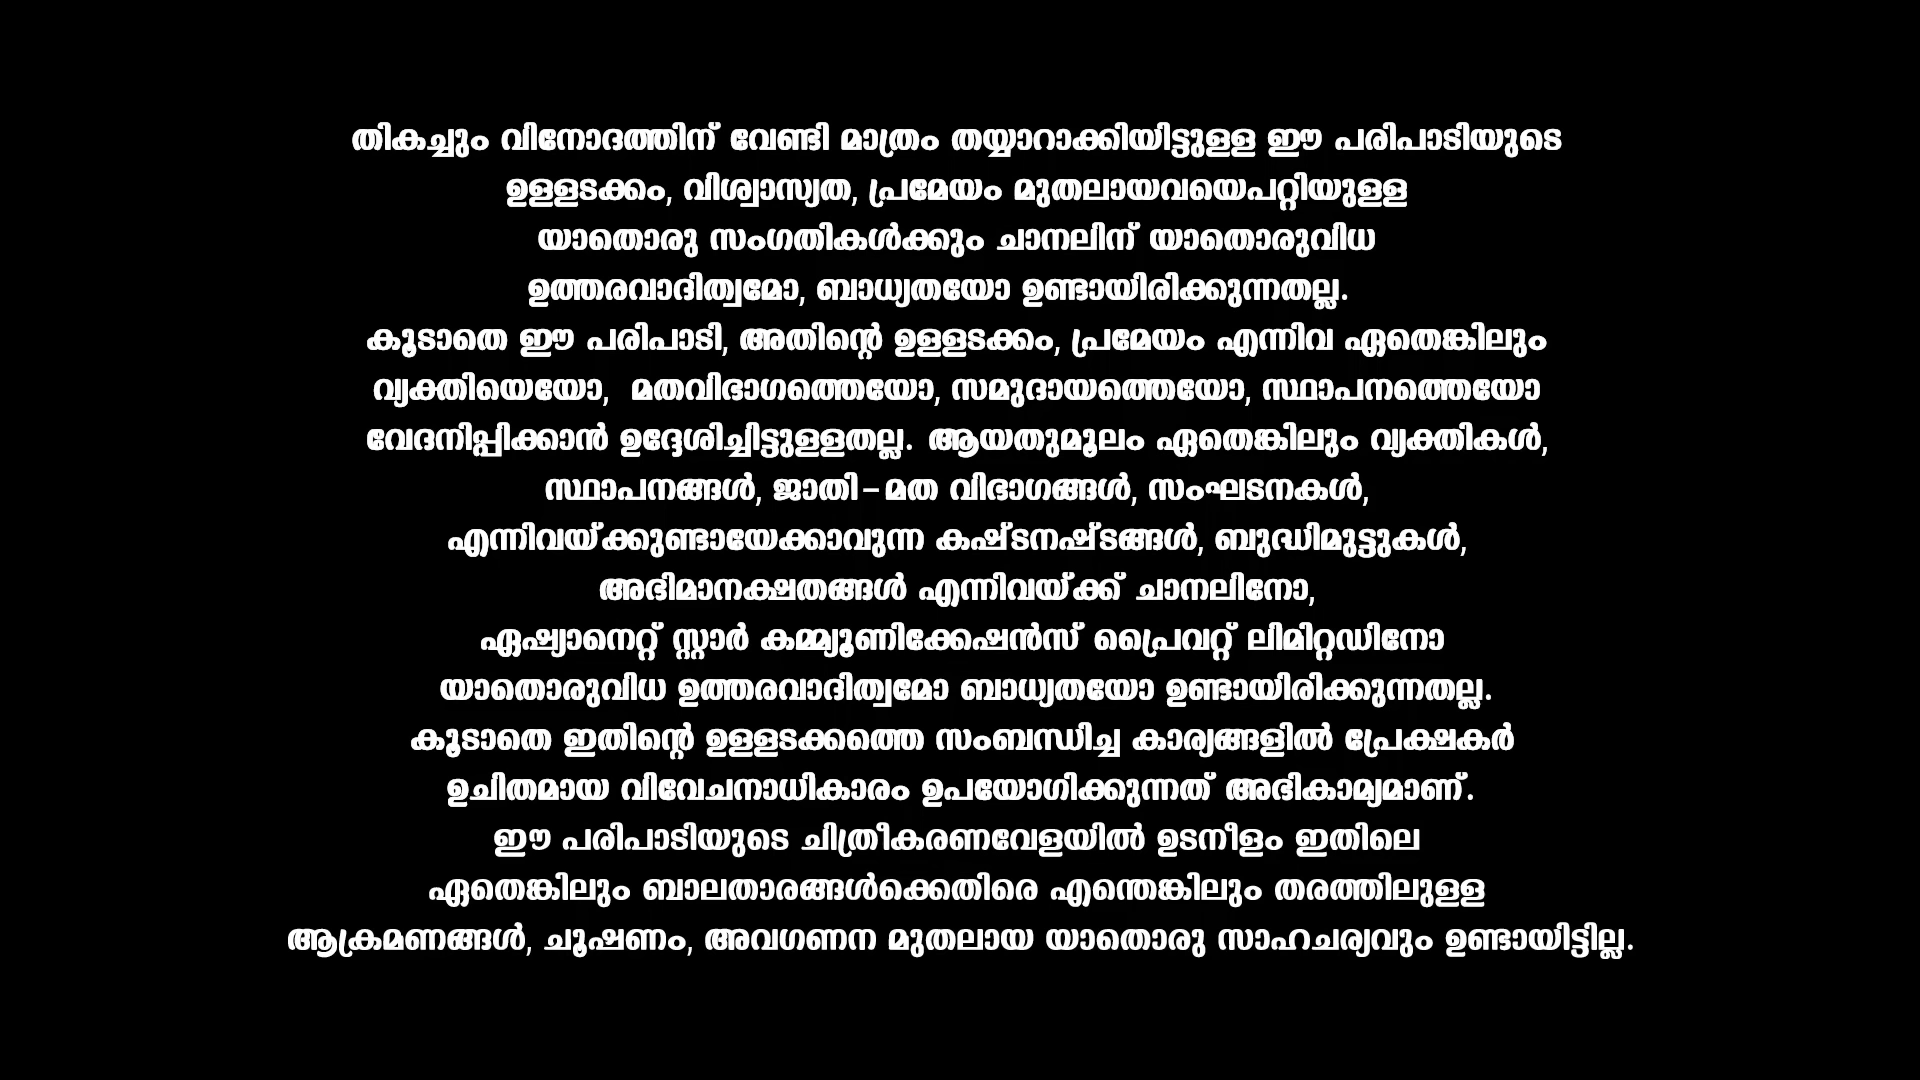 തികച്ചും വിനോദത്തിന് വേണ്ടി മാത്രം തയ്യാറാക്കിയിട്ടുള്ള ഈ പരിപാടിയുടെ
ഉള്ളടക്കം, വിശ്വാസ്യത, പ്രമേയം മുതലായവയെപറ്റിയുള്ള
യാതൊരു സംഗതികൾക്കും ചാനലിന് യാതൊരുവിധ
ഉത്തരവാദിത്വമോ, ബാധ്യതയോ ഉണ്ടായിരിക്കുന്നതല്ല.
കൂടാതെ ഈ പരിപാടി, അതിന്റെ ഉള്ളടക്കം, പ്രമേയം എന്നിവ ഏതെങ്കിലും
വ്യക്തിയെയോ, മതവിഭാഗത്തെയോ, സമുദായത്തെയോ, സ്ഥാപനത്തെയോ
വേദനിപ്പിക്കാൻ ഉദ്ദേശിച്ചിട്ടുള്ളതല്ല. ആയതുമൂലം ഏതെങ്കിലും വ്യക്തികൾ,
സ്ഥാപനങ്ങൾ, ജാതി – മത വിഭാഗങ്ങൾ, സംഘടനകൾ,
എന്നിവയ്ക്കുണ്ടായേക്കാവുന്ന കഷ്ടനഷ്ടങ്ങൾ, ബുദ്ധിമുട്ടുകൾ,
അഭിമാനക്ഷതങ്ങൾ എന്നിവയ്ക്ക് ചാനലിനോ,
ഏഷ്യാനെറ്റ് സ്റ്റാർ കമ്മ്യൂണിക്കേഷൻസ് പ്രൈവറ്റ് ലിമിറ്റഡിനോ
യാതൊരുവിധ ഉത്തരവാദിത്വമോ ബാധ്യതയോ ഉണ്ടായിരിക്കുന്നതല്ല.
കൂടാതെ ഇതിന്റെ ഉള്ളടക്കത്തെ സംബന്ധിച്ച കാര്യങ്ങളിൽ പ്രേക്ഷകർ
ഉചിതമായ വിവേചനാധികാരം ഉപയോഗിക്കുന്നത് അഭികാമ്യമാണ്.
ഈ പരിപാടിയുടെ ചിത്രീകരണവേളയിൽ ഉടനീളം ഇതിലെ
ഏതെങ്കിലും ബാലതാരങ്ങൾക്കെതിരെ എന്തെങ്കിലും തരത്തിലുള്ള
ആക്രമണങ്ങൾ, ചൂഷണം, അവഗണന മുതലായ യാതൊരു സാഹചര്യവും ഉണ്ടായിട്ടില്ല.